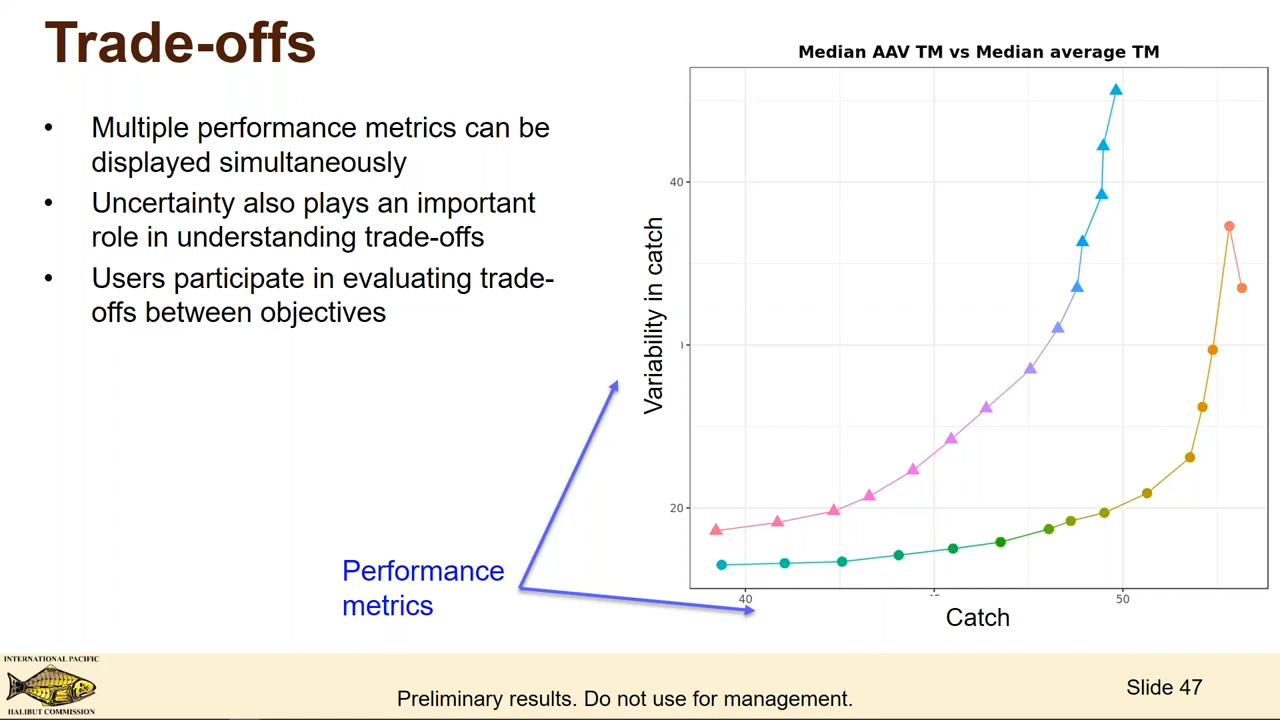 Trade-offs
• Multiple performance metrics can be
displayed simultaneously
• Uncertainty also plays an important
role in understanding trade-offs
• Users participate in evaluating trade-
offs between objectives
Performance
metrics
Median AAV TM vs Median average TM
Variability in catch
40
20
40
50
Catch
INTERNATIONAL PACIFIC
HALIBUT COMMISSION
Preliminary results. Do not use for management.
Slide 47